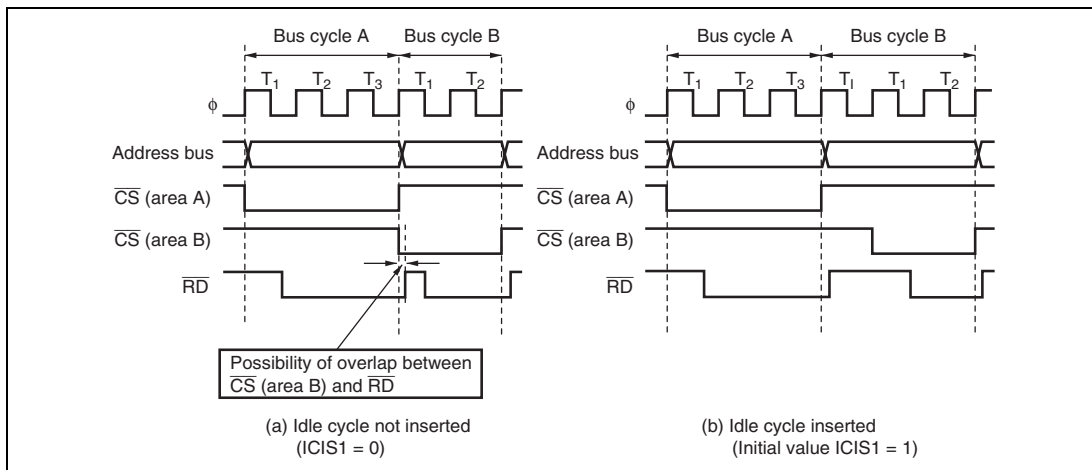 Bus cycle A Bus cycle B
T1 T2 T3 T1 T2
φ
Address bus
CS (area A)
CS (area B)
RD
Possibility of overlap between
CS (area B) and RD
(a) Idle cycle not inserted
(ICIS1 = 0)
Bus cycle A Bus cycle B
T1 T2 T3 TI T1 T2
φ
Address bus
CS (area A)
CS (area B)
RD
(b) Idle cycle inserted
(Initial value ICIS1 = 1)